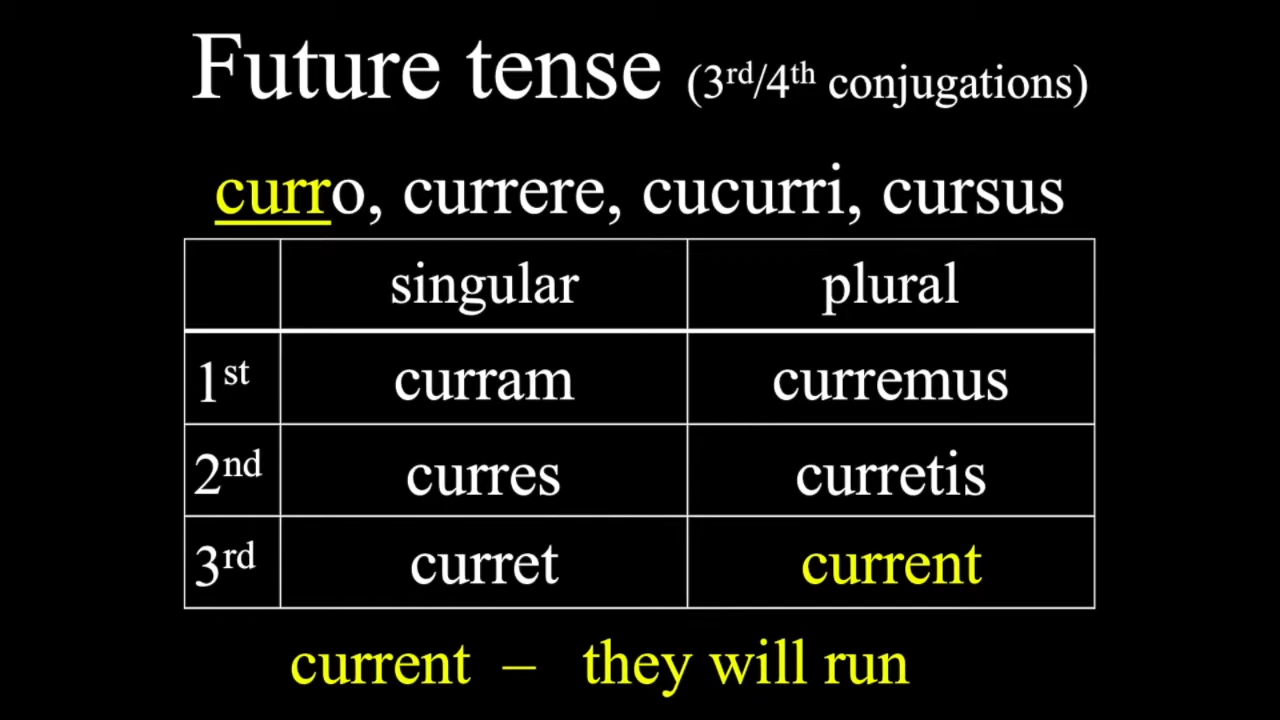 Future tense (3rd/4th conjugations)
curro, currere, cucurri, cursus
singular plural
1st curram curremus
2nd curres curretis
3rd curret current
current – they will run